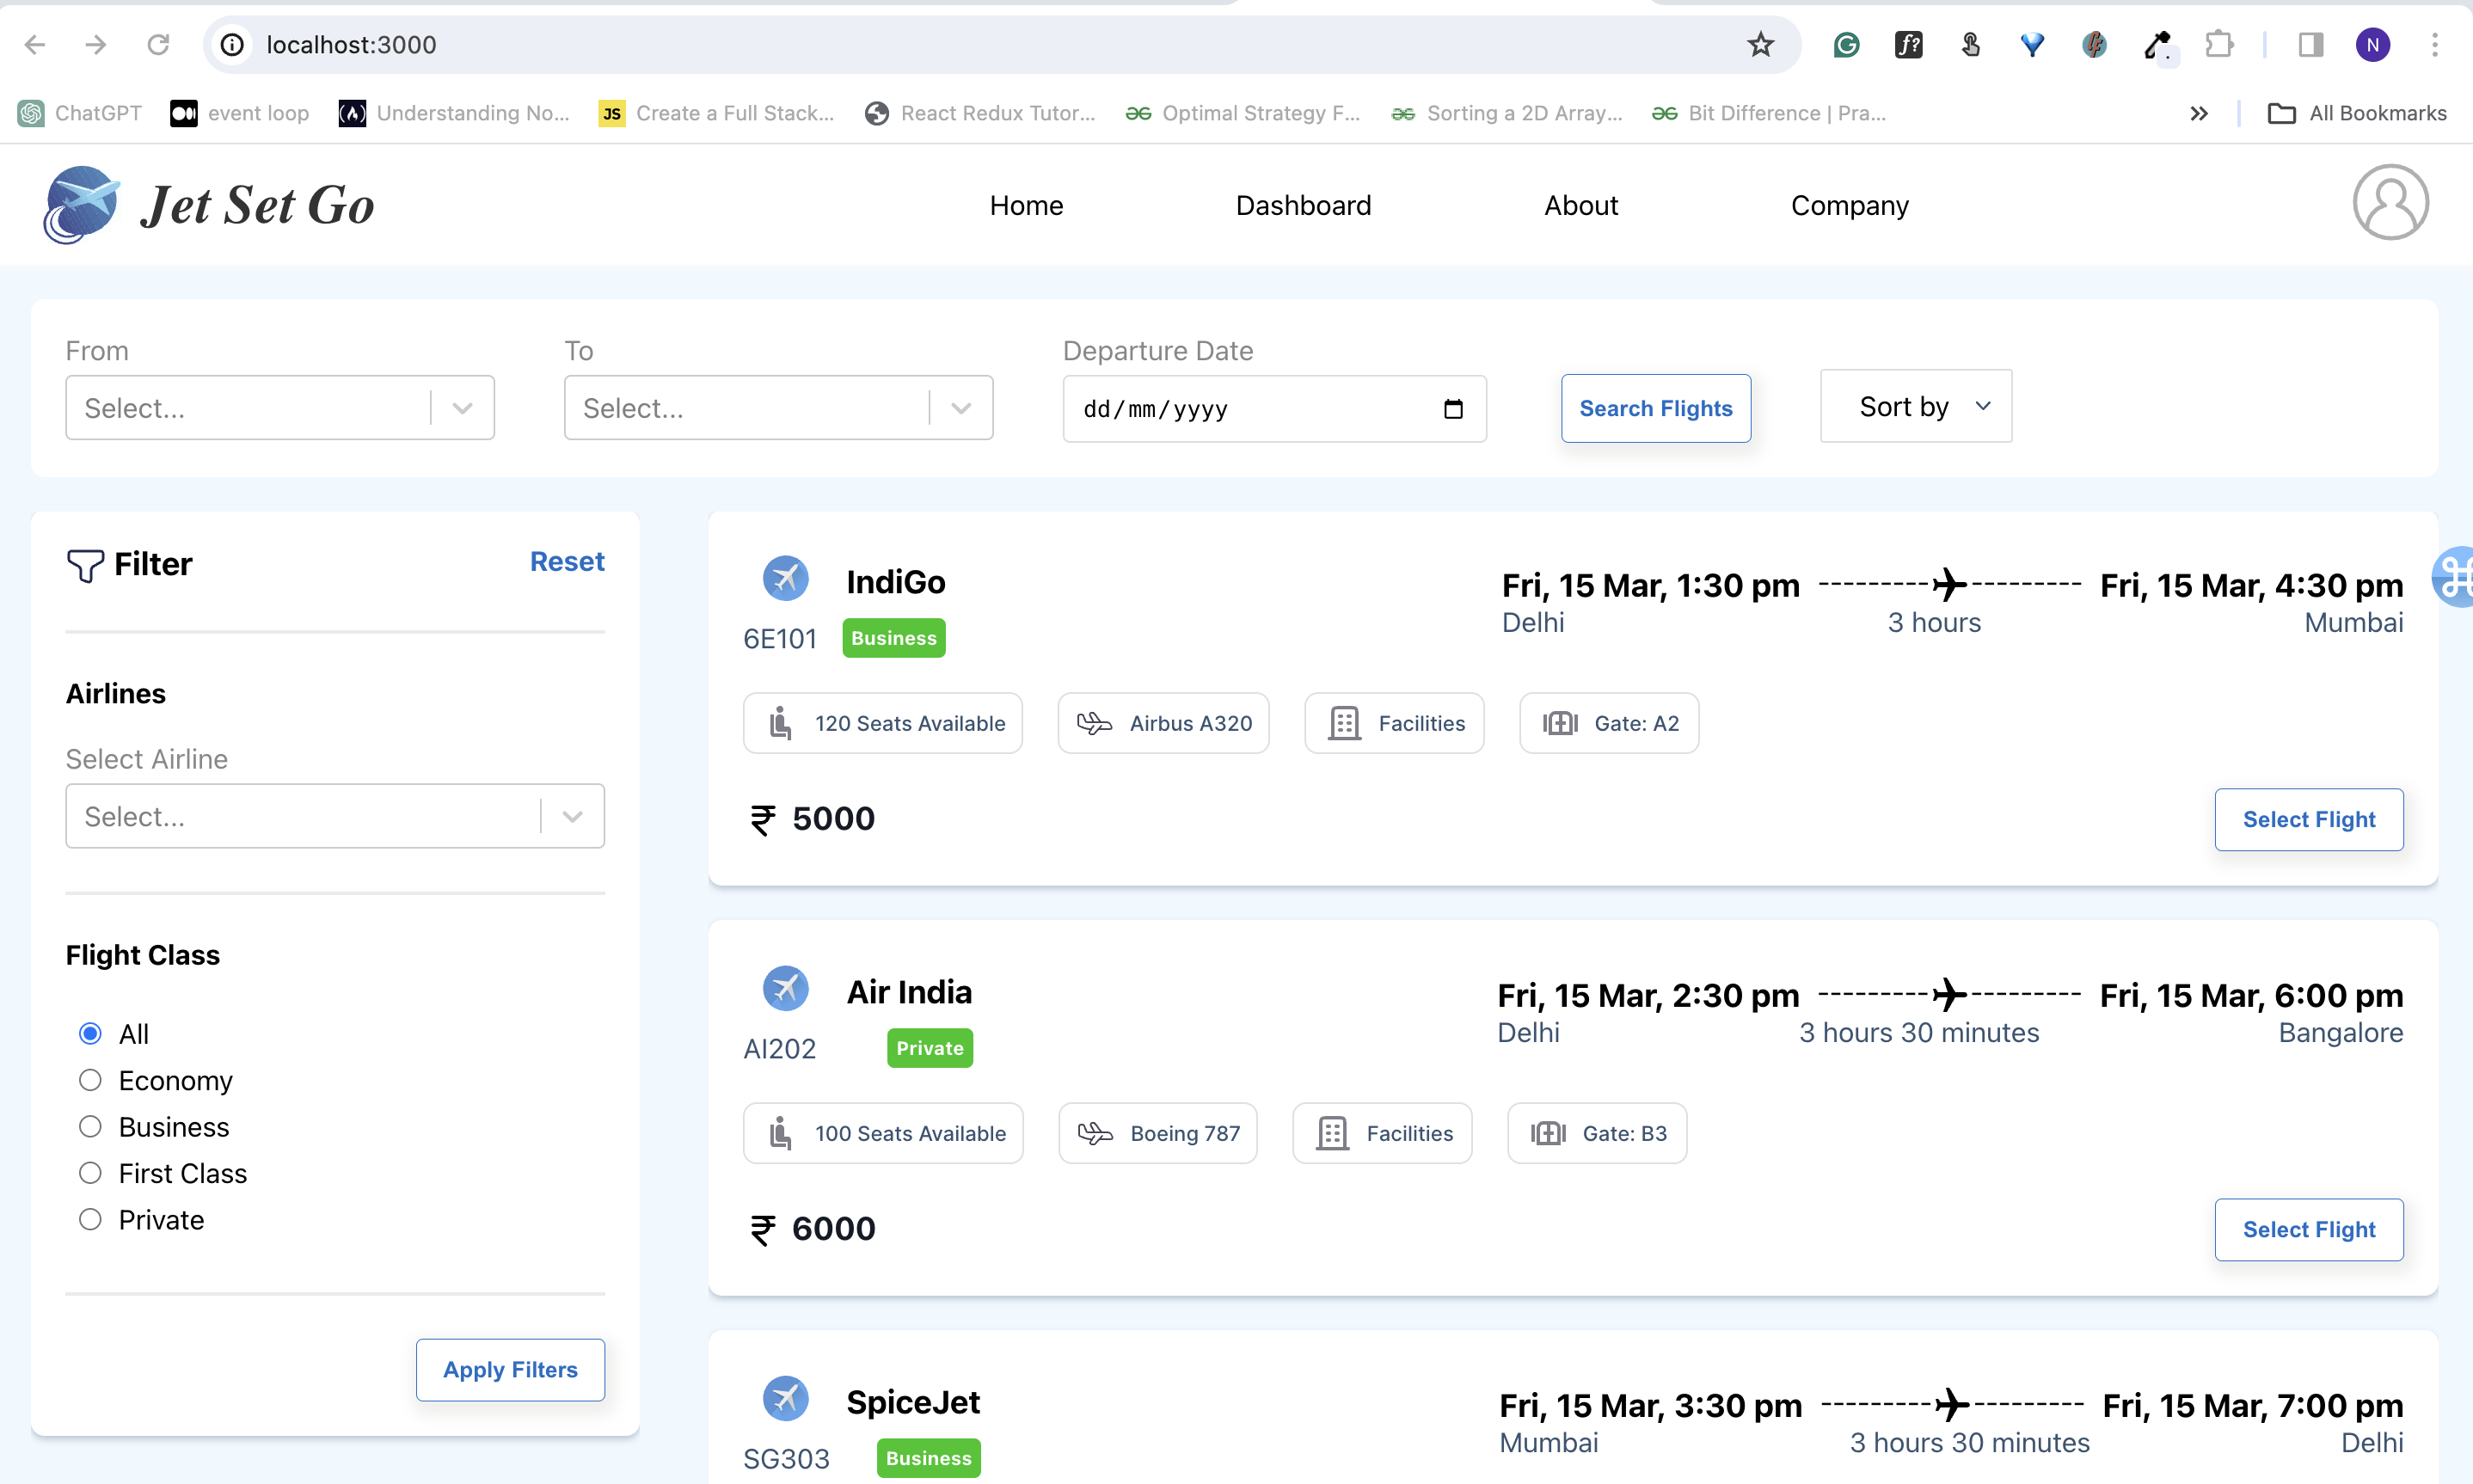 localhost:3000
N
ChatGPT
event loop
Understanding No...
JS
Create a Full Stack...
React Redux Tutor...
Optimal Strategy F...
Sorting a 2D Array...
Bit Difference | Pra...
All Bookmarks
Jet Set Go
Home
Dashboard
About
Company
From
To
Departure Date
Select...
Select...
dd/mm/yyyy
Search Flights
Sort by
Filter
Reset
Airlines
Select Airline
Select...
Flight Class
All
Economy
Business
First Class
Private
Apply Filters
IndiGo
6E101
Business
Fri, 15 Mar, 1:30 pm
Delhi
3 hours
Fri, 15 Mar, 4:30 pm
Mumbai
120 Seats Available
Airbus A320
Facilities
Gate: A2
₹ 5000
Select Flight
Air India
AI202
Private
Fri, 15 Mar, 2:30 pm
Delhi
3 hours 30 minutes
Fri, 15 Mar, 6:00 pm
Bangalore
100 Seats Available
Boeing 787
Facilities
Gate: B3
₹ 6000
Select Flight
SpiceJet
SG303
Business
Fri, 15 Mar, 3:30 pm
Mumbai
3 hours 30 minutes
Fri, 15 Mar, 7:00 pm
Delhi